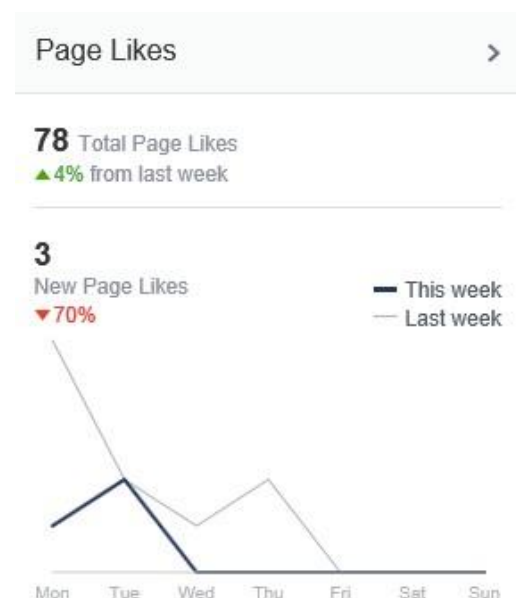 Page Likes
78 Total Page Likes
▲4% from last week
3
New Page Likes
▼70%
This week
Last week
Mon Tue Wed Thu Fri Sat Sun